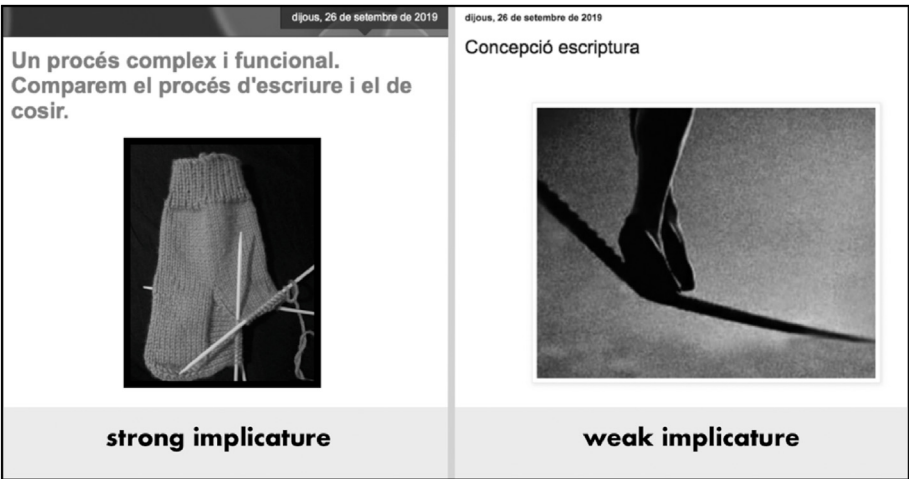 dijous, 26 de setembre de 2019
Un procés complex i funcional.
Comparem el procés d'escriure i el de
cosir.
strong implicature
dijous, 26 de setembre de 2019
Concepció escriptura
weak implicature